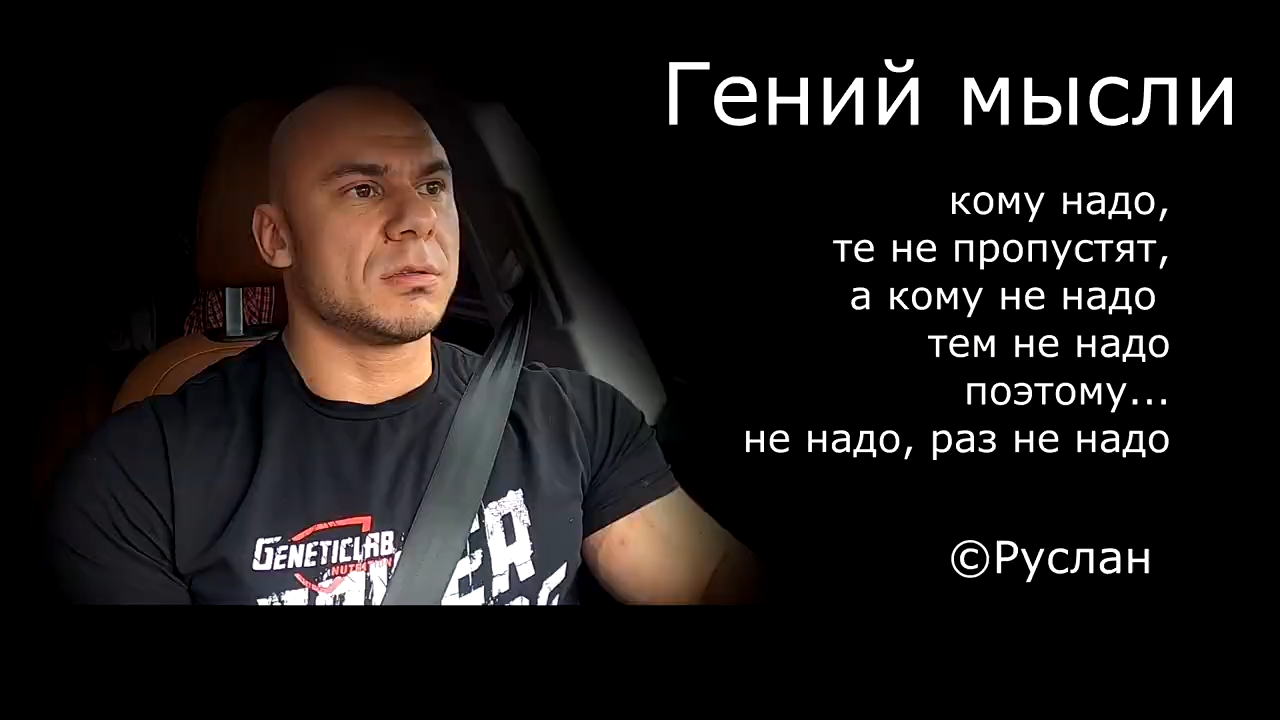 Гений мысли
кому надо,
те не пропустят,
а кому не надо
тем не надо
поэтому...
не надо, раз не надо
©Руслан
GENETICLAB
NUTRITION